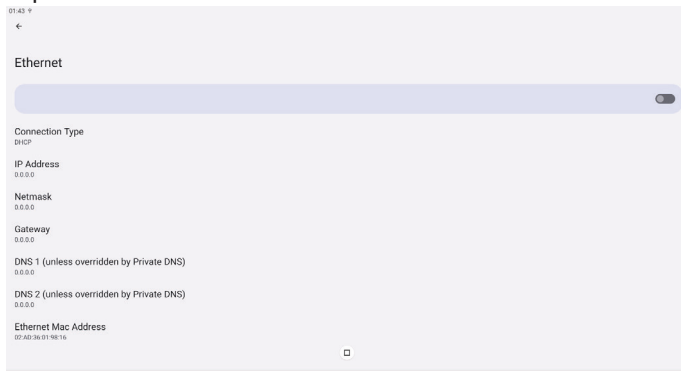 01:43
Ethernet
Connection Type
DHCP
IP Address
0.0.0.0
Netmask
0.0.0.0
Gateway
0.0.0.0
DNS 1 (unless overridden by Private DNS)
0.0.0.0
DNS 2 (unless overridden by Private DNS)
0.0.0.0
Ethernet Mac Address
02:AD:36:01:98:16